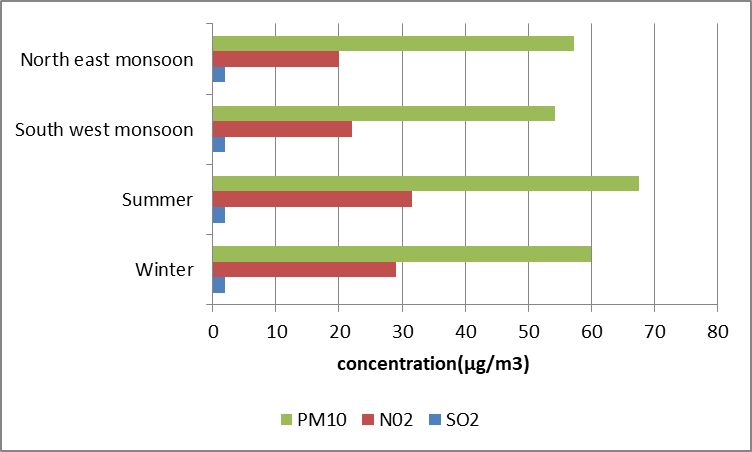 North east monsoon
South west monsoon
Summer
Winter
0 10 20 30 40 50 60 70 80
concentration(µg/m3)
PM10 N02 SO2